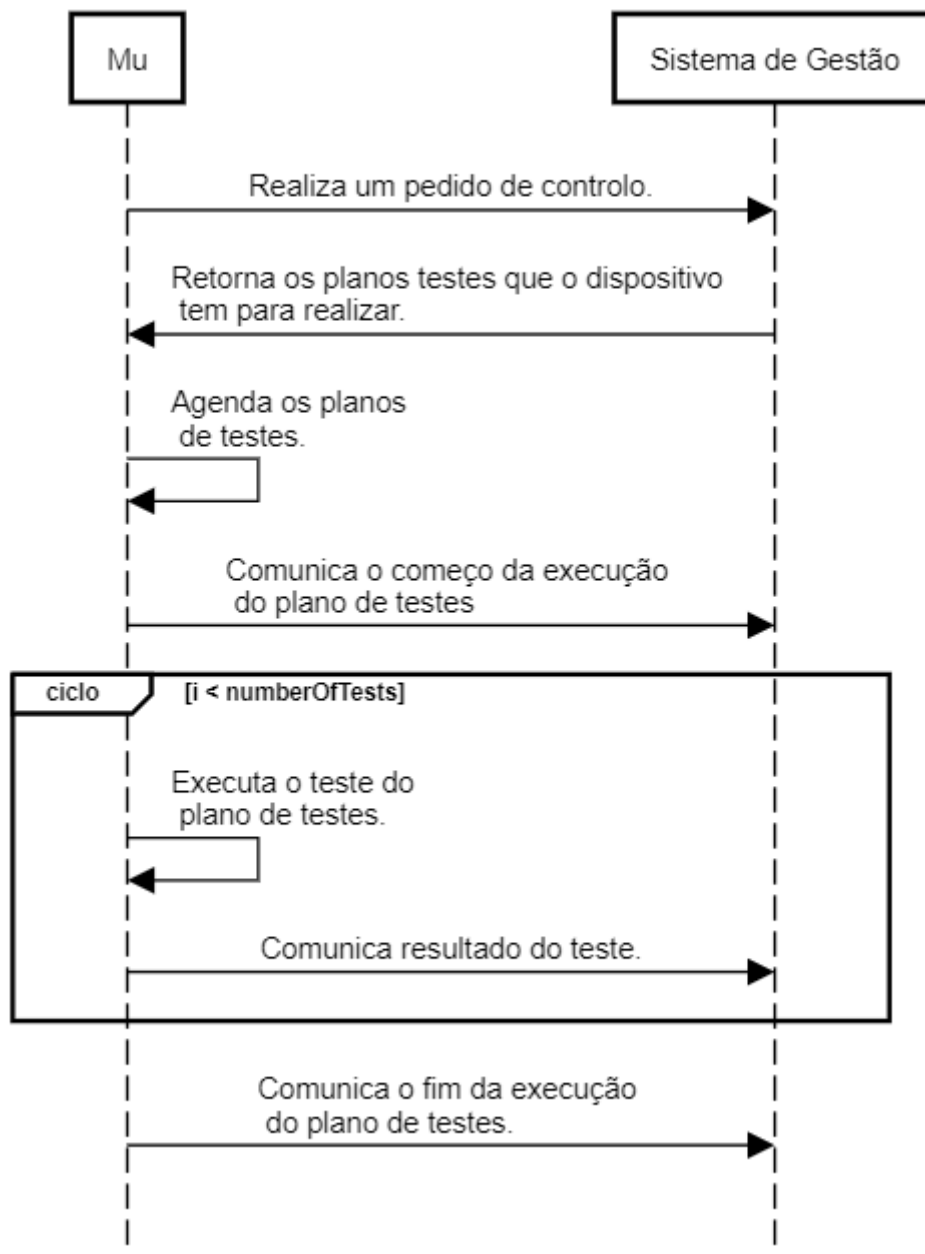 Mu
Sistema de Gestão
Realiza um pedido de controlo.
Retorna os planos testes que o dispositivo
tem para realizar.
Agenda os planos
de testes.
Comunica o começo da execução
do plano de testes
ciclo
[i < numberOfTests]
Executa o teste do
plano de testes.
Comunica resultado do teste.
Comunica o fim da execução
do plano de testes.